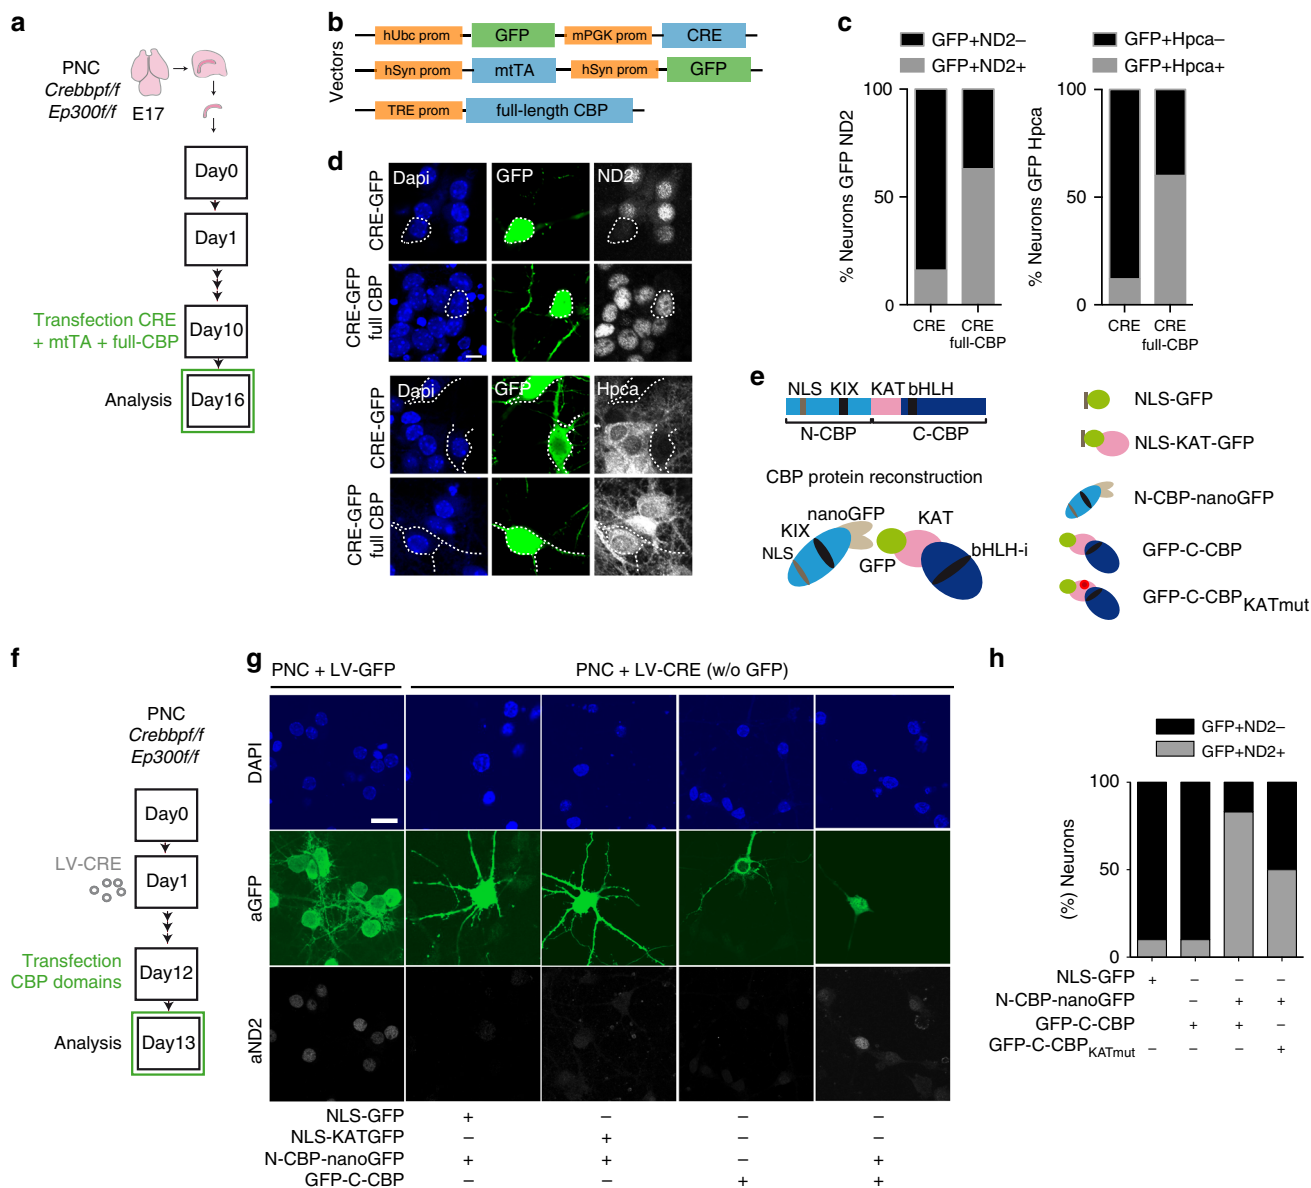 a
PNC
Crebbpf/f
Ep300f/f
E17
Day0
Day1
Transfection CRE
+ mtTA + full-CBP
Day10
Analysis
Day16
b
Vectors
hUbc prom
GFP
mPGK prom
CRE
hSyn prom
mtTA
hSyn prom
GFP
TRE prom
full-length CBP
c
GFP+ND2–
GFP+ND2+
% Neurons GFP ND2
100
50
0
CRE
CRE
full-CBP
GFP+Hpca–
GFP+Hpca+
% Neurons GFP Hpca
100
50
0
CRE
CRE
full-CBP
d
CRE-GFP
Dapi
GFP
ND2
CRE-GFP
full CBP
CRE-GFP
Dapi
GFP
Hpca
CRE-GFP
full CBP
e
NLS KIX KAT bHLH
N-CBP
C-CBP
CBP protein reconstruction
nanoGFP
KIX
NLS
KAT
GFP
bHLH-i
NLS-GFP
NLS-KAT-GFP
N-CBP-nanoGFP
GFP-C-CBP
GFP-C-CBPKATmut
f
PNC
Crebbpf/f
Ep300f/f
Day0
LV-CRE
Day1
Transfection
CBP domains
Day12
Analysis
Day13
g
PNC + LV-GFP
PNC + LV-CRE (w/o GFP)
DAPI
aGFP
aND2
NLS-GFP + – – –
NLS-KATGFP – + – –
N-CBP-nanoGFP + + – +
GFP-C-CBP – – + +
h
GFP+ND2–
GFP+ND2+
(%) Neurons
100
50
0
NLS-GFP + – – –
N-CBP-nanoGFP – – + +
GFP-C-CBP – + + –
GFP-C-CBPKATmut – – – +